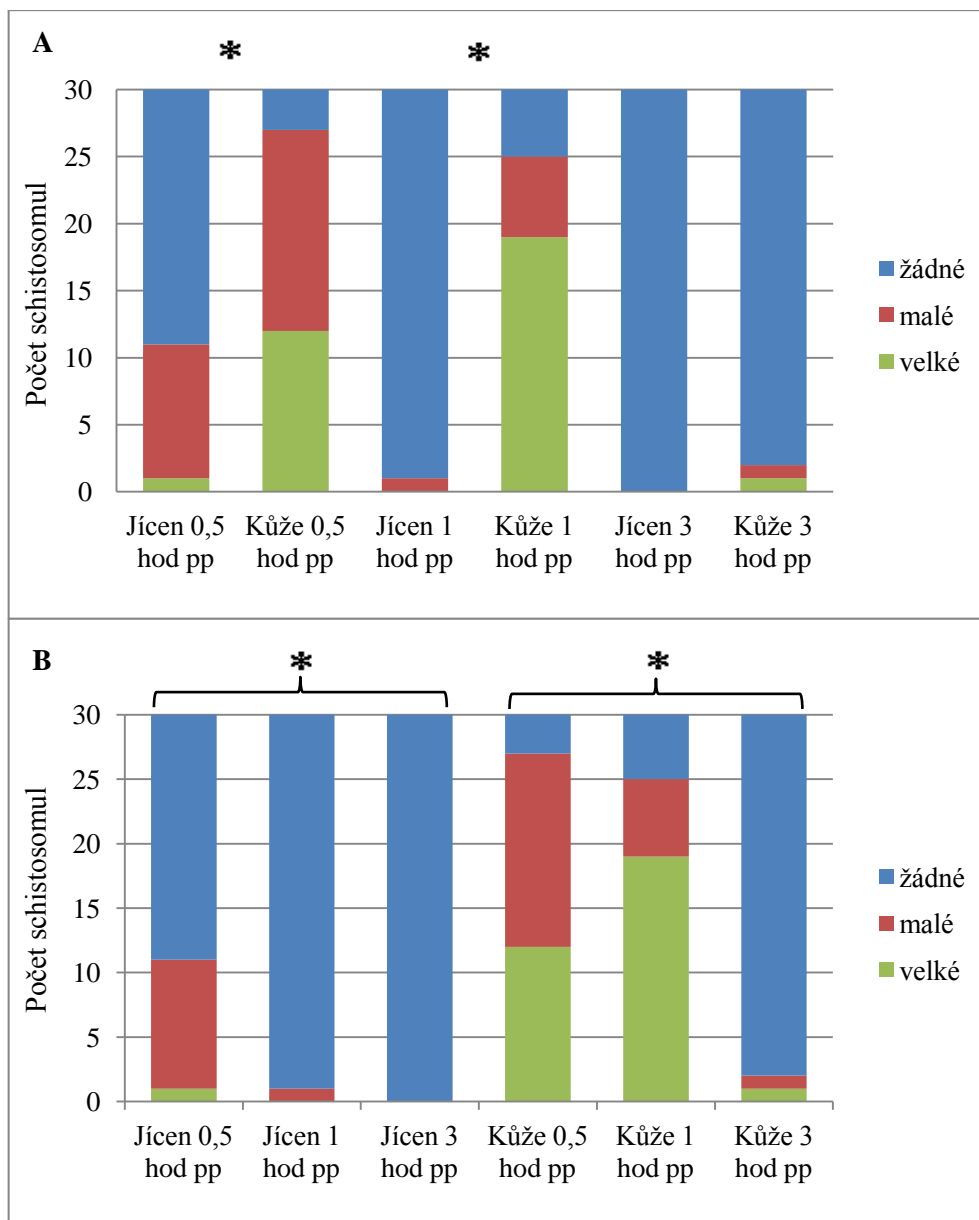 A
*
*
30
25
20
15
10
5
0
Počet schistosomul
Jícen 0,5 hod pp
Kůže 0,5 hod pp
Jícen 1 hod pp
Kůže 1 hod pp
Jícen 3 hod pp
Kůže 3 hod pp
žádné
malé
velké
B
*
*
30
25
20
15
10
5
0
Počet schistosomul
Jícen 0,5 hod pp
Jícen 1 hod pp
Jícen 3 hod pp
Kůže 0,5 hod pp
Kůže 1 hod pp
Kůže 3 hod pp
žádné
malé
velké